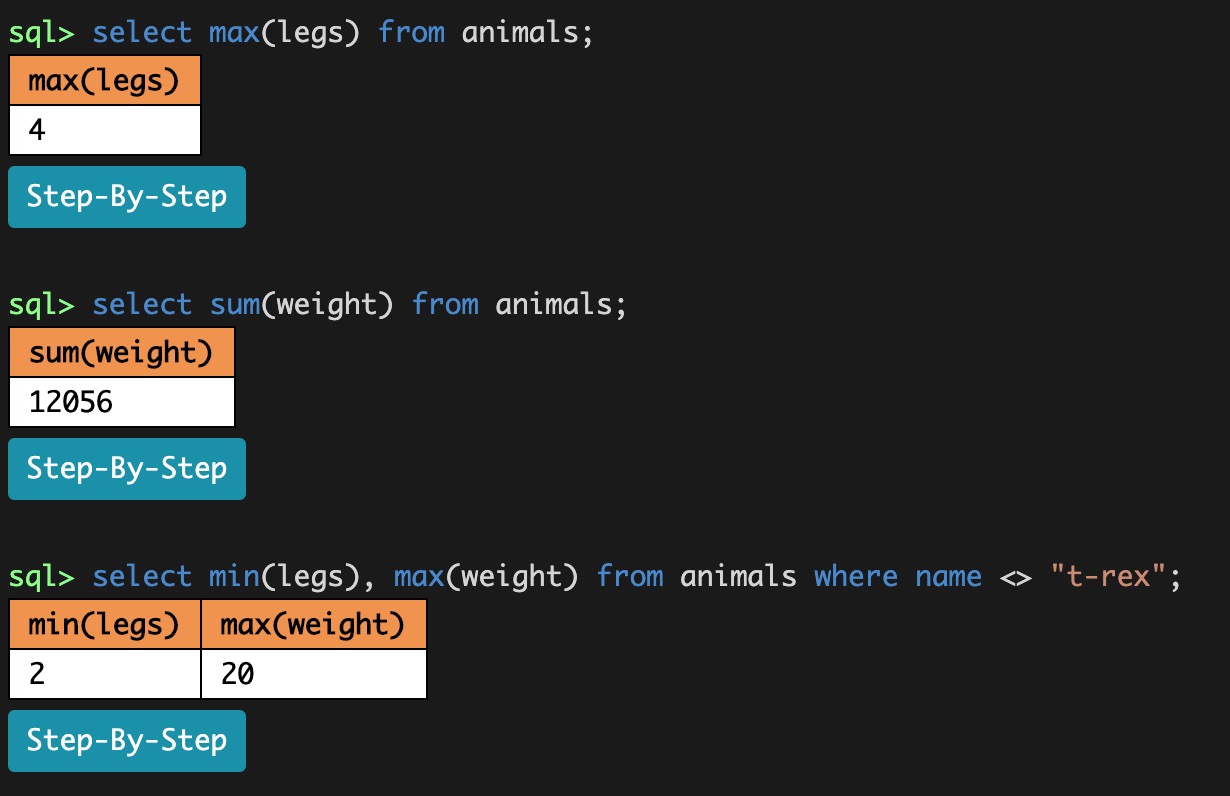 sql> select max(legs) from animals;
max(legs)
4
Step-By-Step
sql> select sum(weight) from animals;
sum(weight)
12056
Step-By-Step
sql> select min(legs), max(weight) from animals where name <> "t-rex";
min(legs) max(weight)
2 20
Step-By-Step